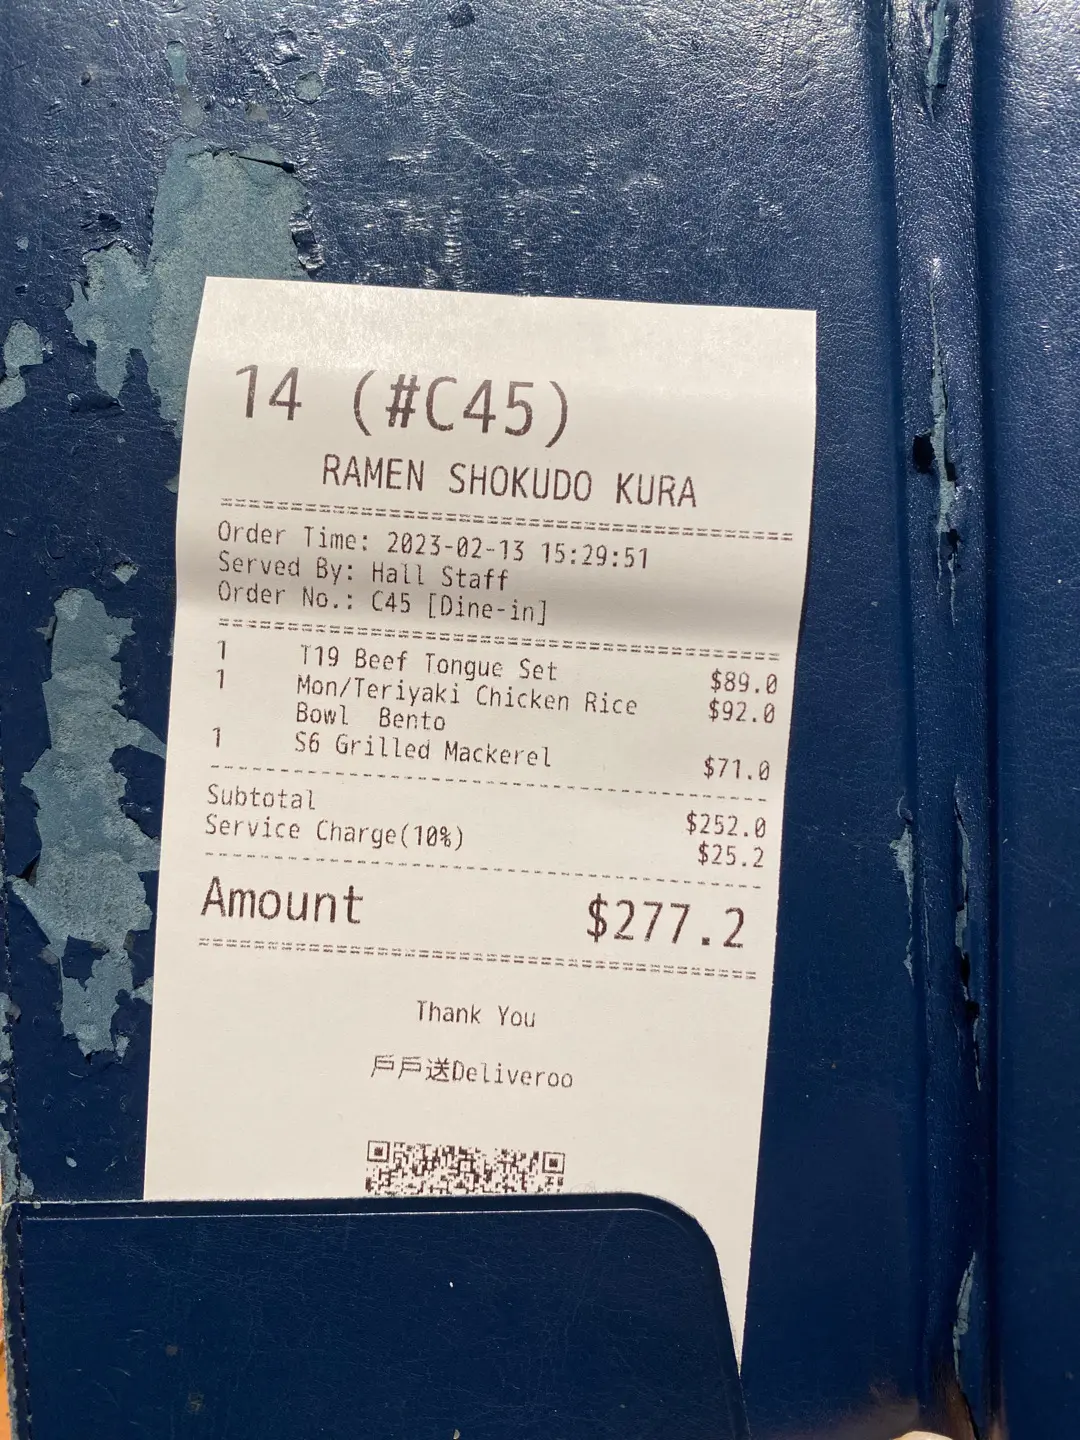 14 (#C45)
RAMEN SHOKUDO KURA
Order Time: 2023-02-13 15:29:51
Served By: Hall Staff
Order No.: C45 [Dine-in]
1 T19 Beef Tongue Set $89.0
1 Mon/Teriyaki Chicken Rice $92.0
Bowl Bento
1 S6 Grilled Mackerel $71.0
Subtotal $252.0
Service Charge(10%) $25.2
Amount $277.2
Thank You
戶戶送Deliveroo